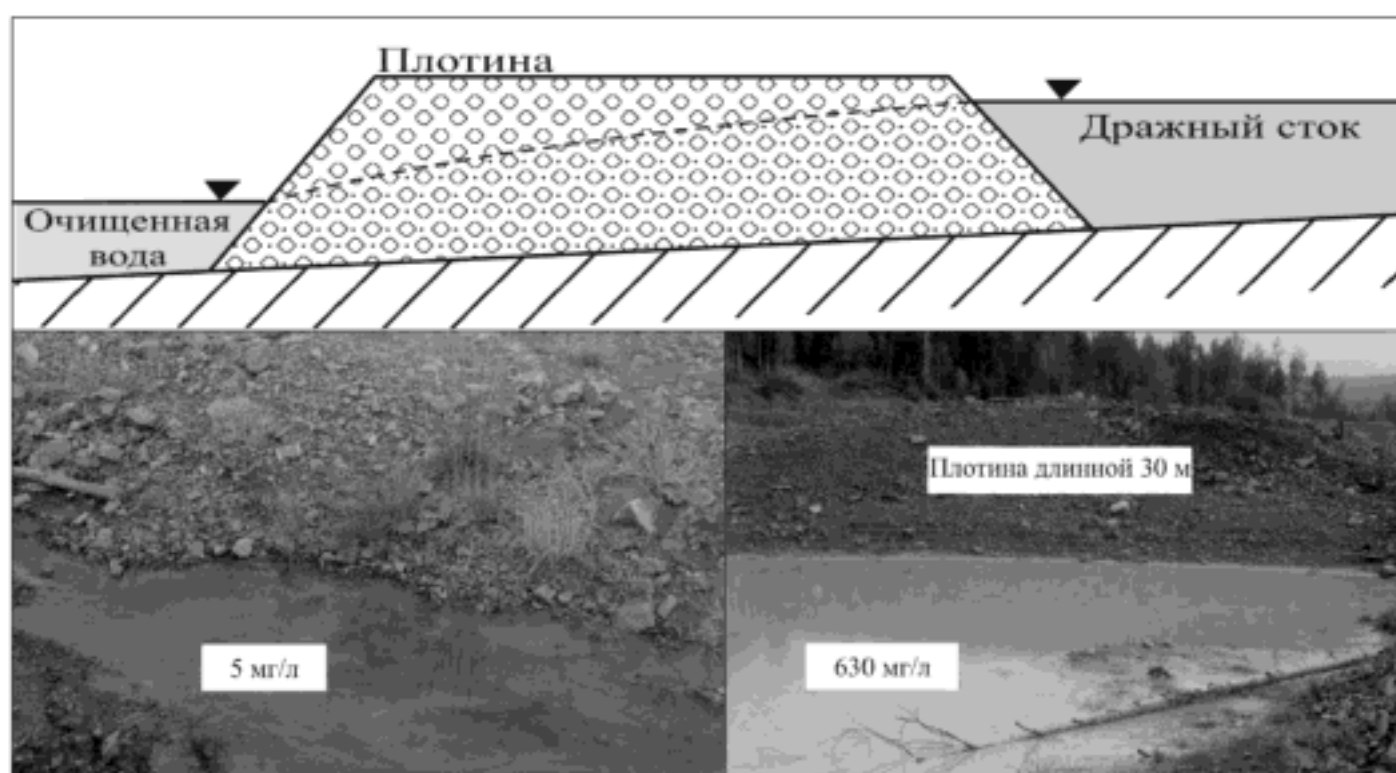 Плотина
Дражный сток
Очищенная
вода
Плотина длинной 30 м
5 мг/л
630 мг/л